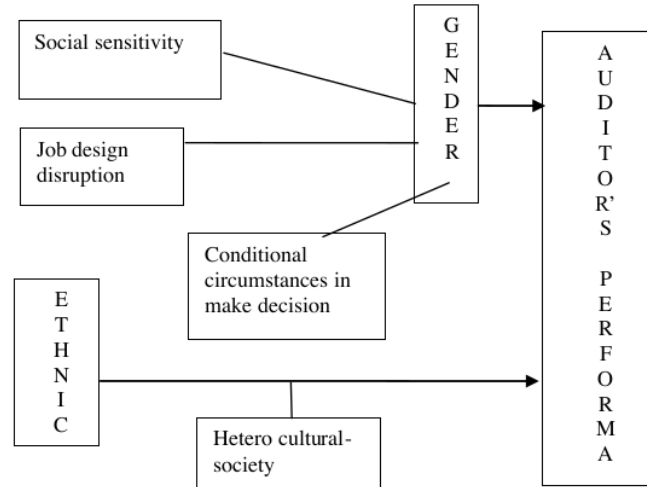 Social sensitivity
Job design
disruption
Conditional
circumstances in
make decision
G
E
N
D
E
R
E
T
H
N
I
C
Hetero cultural-
society
A
U
D
I
T
O
R'
S
P
E
R
F
O
R
M
A